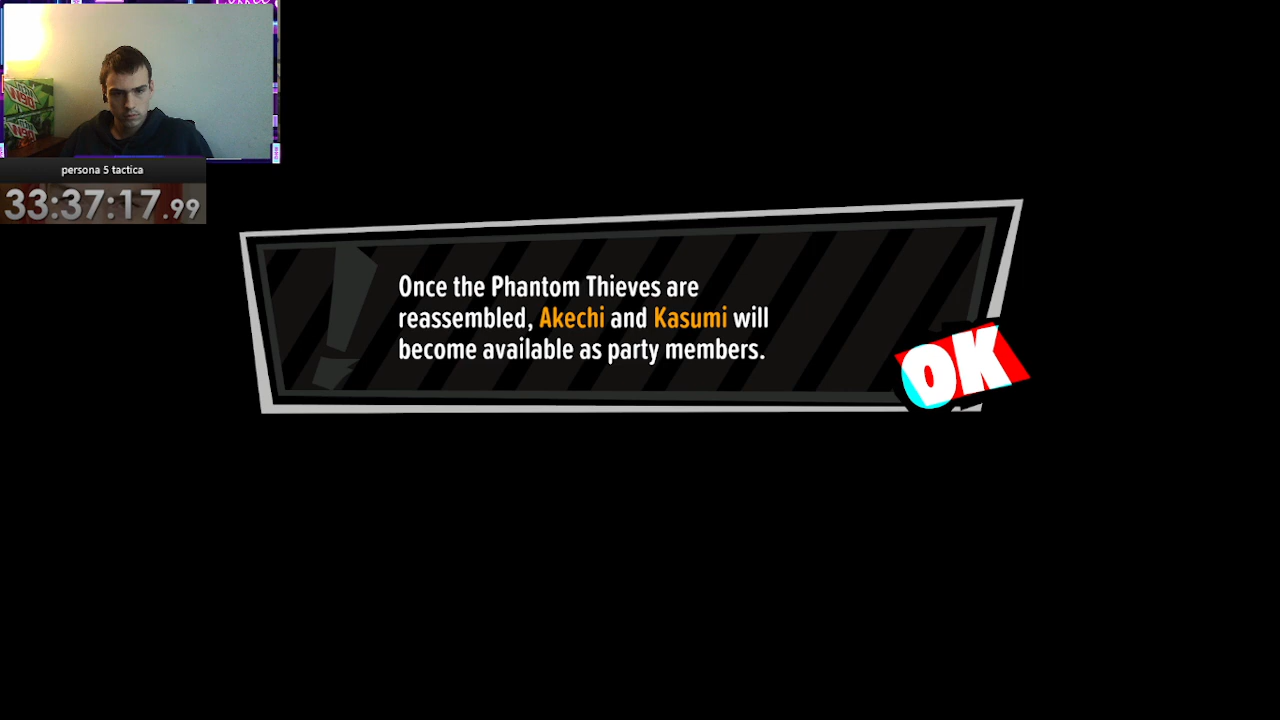 persona 5 tactica
33:37:17.99
Once the Phantom Thieves are
reassembled, Akechi and Kasumi will
become available as party members.
OK